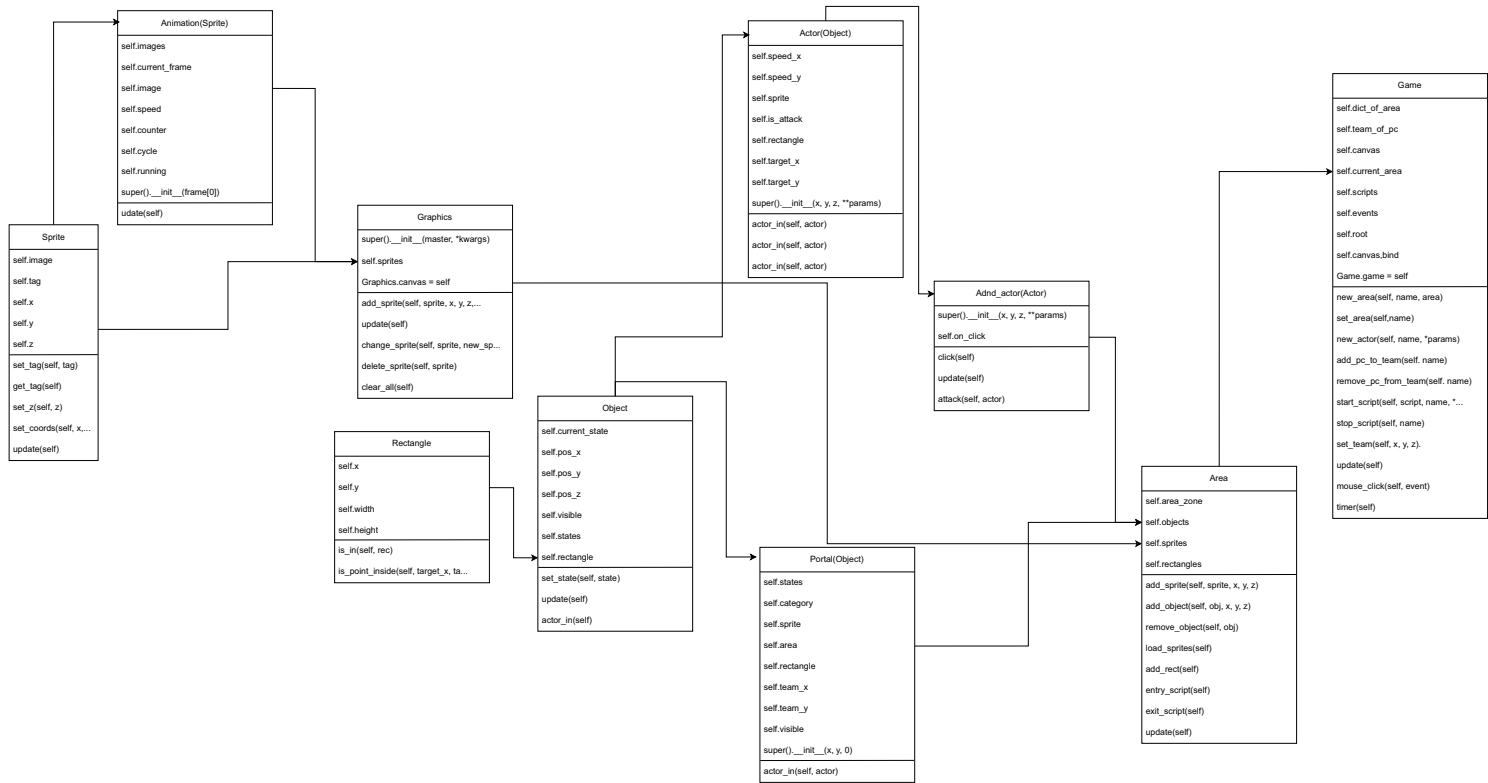 Animation(Sprite)
self.images
self.current_frame
self.image
self.speed
self.counter
self.cycle
self.running
super().__init__(frame[0])
udate(self)
Sprite
self.image
self.tag
self.x
self.y
self.z
set_tag(self, tag)
get_tag(self)
set_z(self, z)
set_coords(self, x,...
update(self)
Graphics
super().__init__(master, *kwargs)
self.sprites
Graphics.canvas = self
add_sprite(self, sprite, x, y, z,...
update(self)
change_sprite(self, sprite, new_sp...
delete_sprite(self, sprite)
clear_all(self)
Rectangle
self.x
self.y
self.width
self.height
is_in(self, rec)
is_point_inside(self, target_x, ta...
Object
self.current_state
self.pos_x
self.pos_y
self.pos_z
self.visible
self.states
self.rectangle
set_state(self, state)
update(self)
actor_in(self)
Actor(Object)
self.speed_x
self.speed_y
self.sprite
self.is_attack
self.rectangle
self.target_x
self.target_y
super().__init__(x, y, z, **params)
actor_in(self, actor)
actor_in(self, actor)
actor_in(self, actor)
Portal(Object)
self.states
self.category
self.sprite
self.area
self.rectangle
self.team_x
self.team_y
self.visible
super().__init__(x, y, 0)
actor_in(self, actor)
Adnd_actor(Actor)
super().__init__(x, y, z, **params)
self.on_click
click(self)
update(self)
attack(self, actor)
Area
self.area_zone
self.objects
self.sprites
self.rectangles
add_sprite(self, sprite, x, y, z)
add_object(self, obj, x, y, z)
remove_object(self, obj)
load_sprites(self)
add_rect(self)
entry_script(self)
exit_script(self)
update(self)
Game
self.dict_of_area
self.team_of_pc
self.canvas
self.current_area
self.scripts
self.events
self.root
self.canvas,bind
Game.game = self
new_area(self, name, area)
set_area(self,name)
new_actor(self, name, *params)
add_pc_to_team(self. name)
remove_pc_from_team(self. name)
start_script(self, script, name, *...
stop_script(self, name)
set_team(self, x, y, z).
update(self)
mouse_click(self, event)
timer(self)